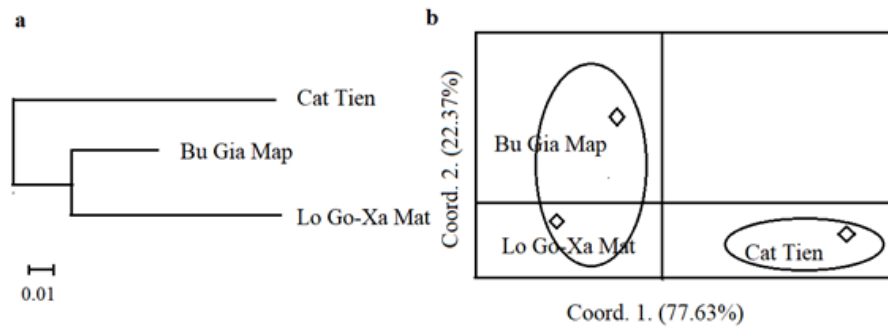 a
Cat Tien
Bu Gia Map
Lo Go-Xa Mat
0.01
b
Coord. 2. (22.37%)
Bu Gia Map
Lo Go-Xa Mat
Cat Tien
Coord. 1. (77.63%)